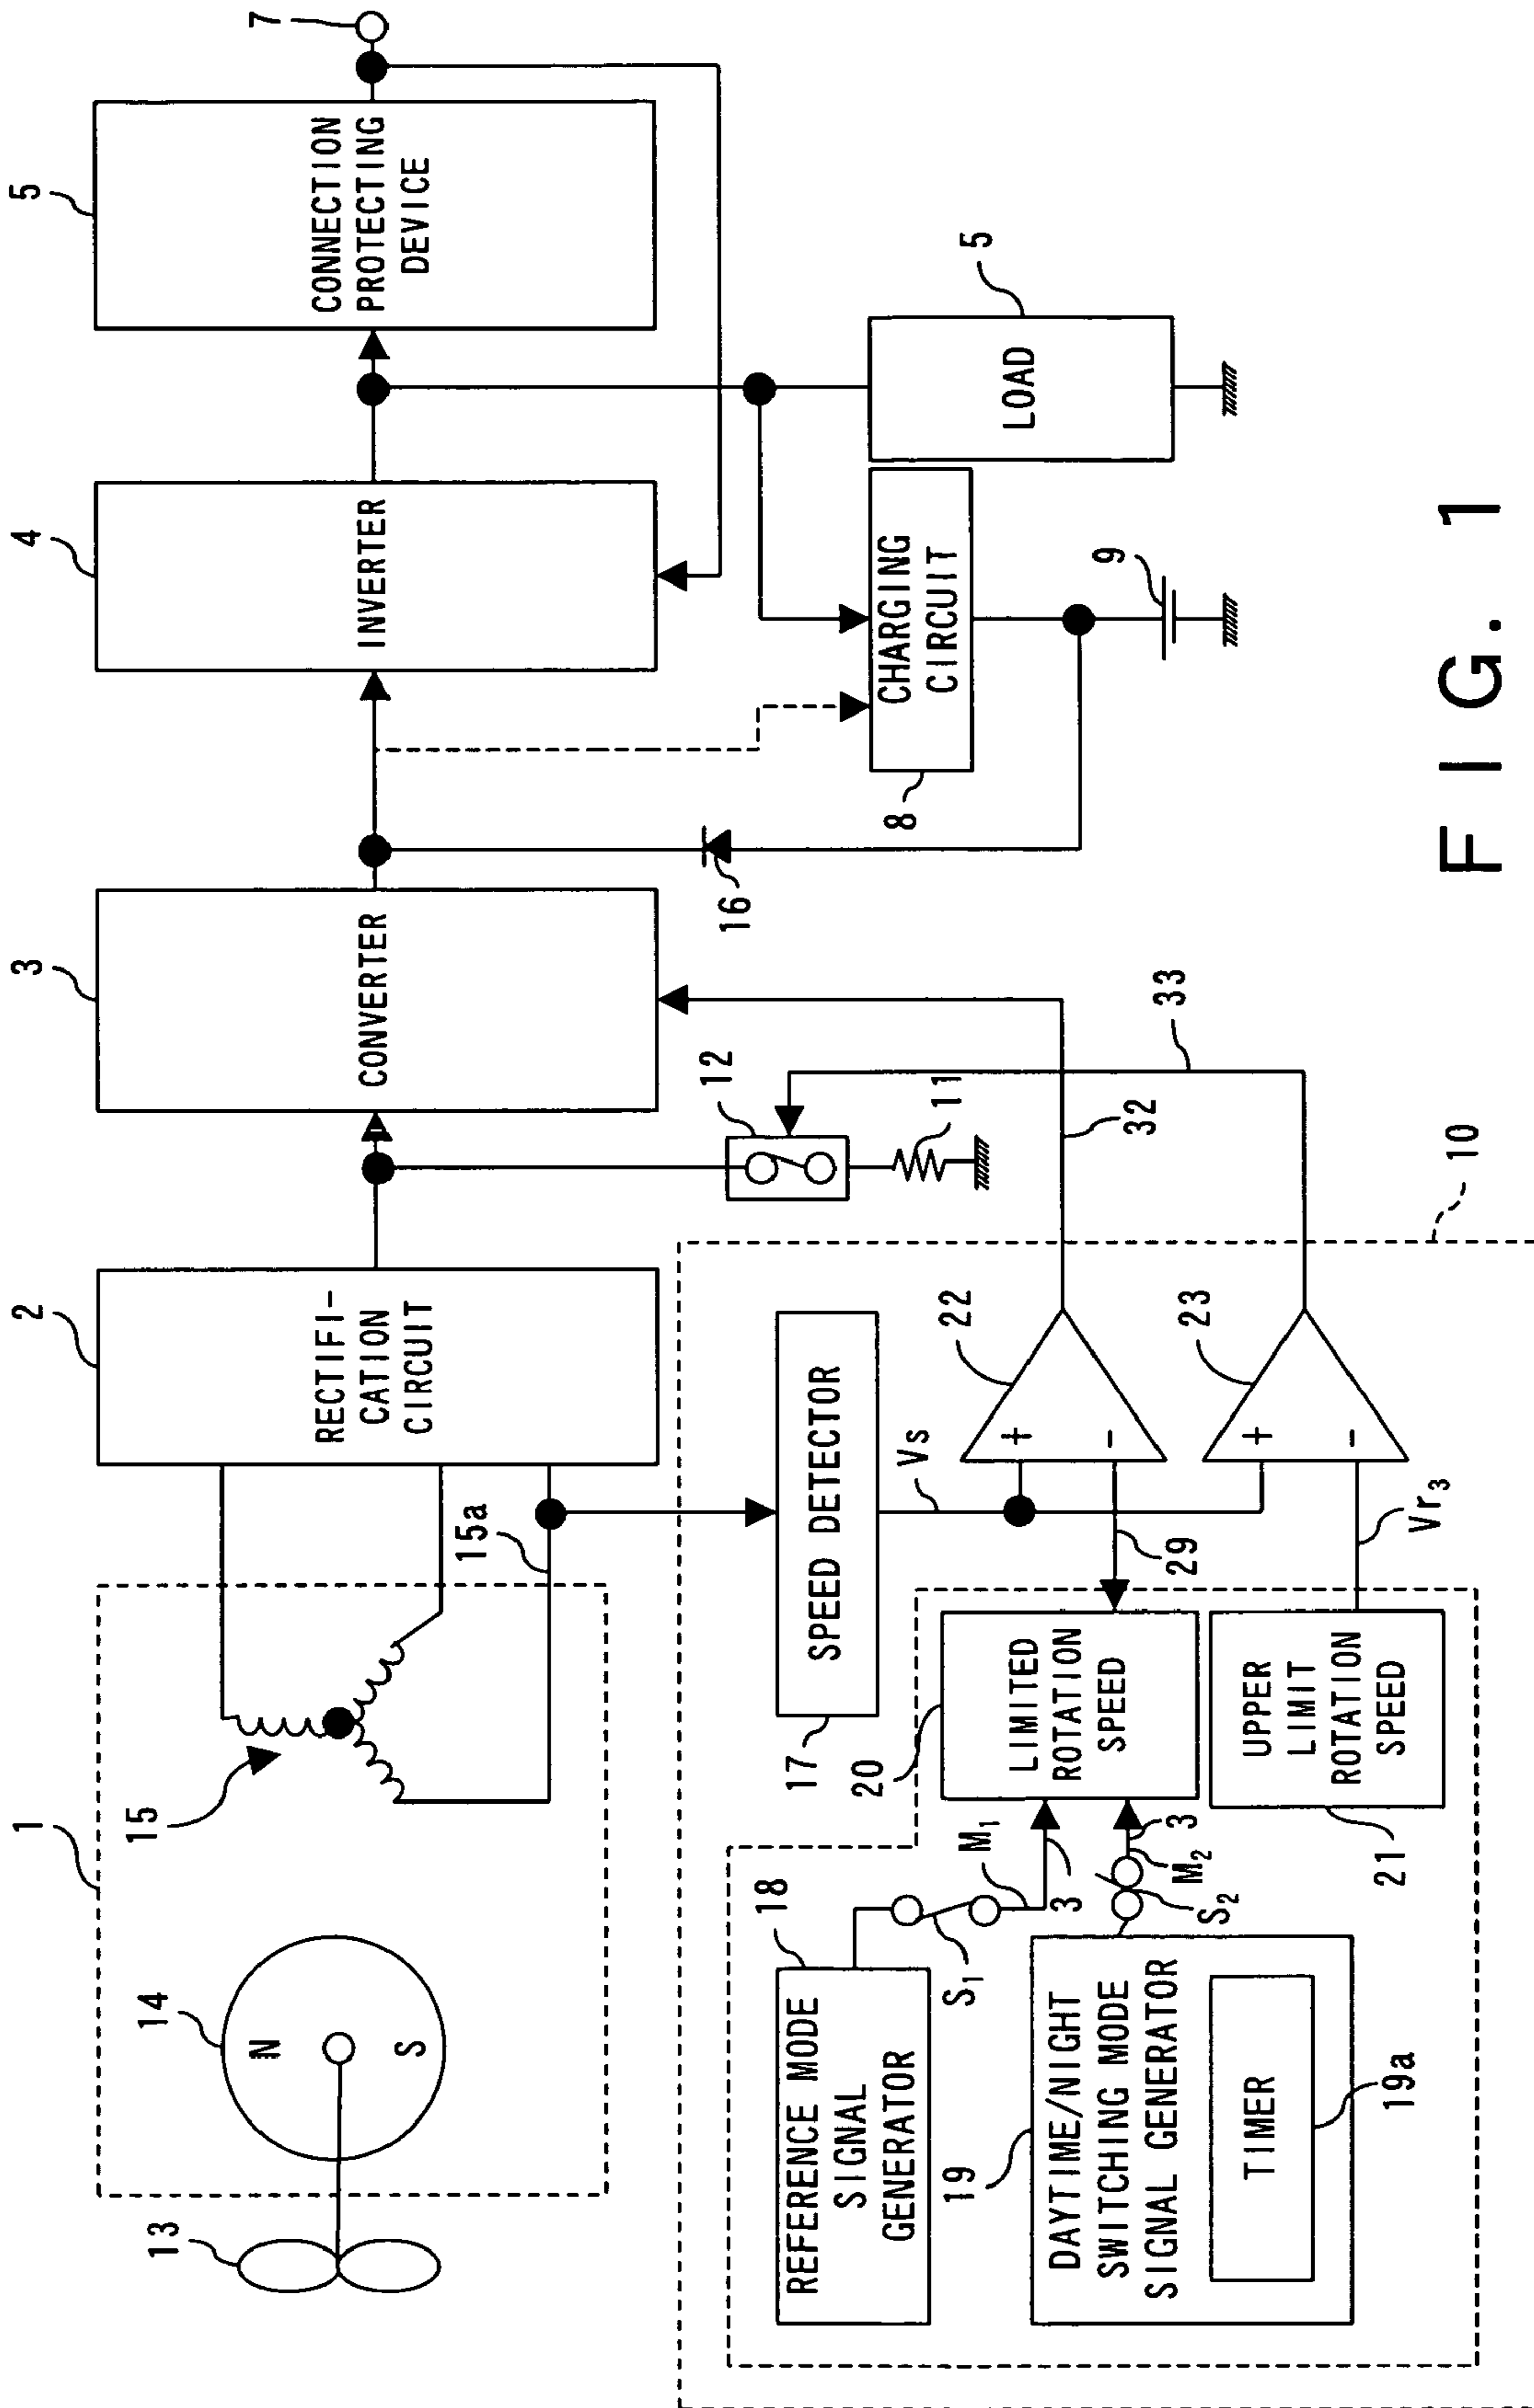 1
2
3
4
5
7
13
14
N
S
15
15a
RECTIFI-
CATION
CIRCUIT
CONVERTER
INVERTER
CONNECTION
PROTECTING
DEVICE
12
11
16
8
CHARGING
CIRCUIT
9
5
LOAD
17
SPEED DETECTOR
Vs
22
+
-
32
33
23
+
-
Vr3
29
20
LIMITED
ROTATION
SPEED
21
UPPER
LIMIT
ROTATION
SPEED
18
REFERENCE MODE
SIGNAL
GENERATOR
S1
M1
3
19
DAYTIME/NIGHT
SWITCHING MODE
SIGNAL GENERATOR
TIMER
19a
S2
M2
3
10
FIG. 1